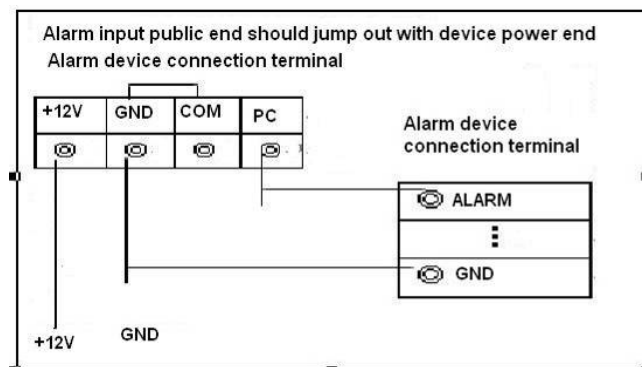 Alarm input public end should jump out with device power end
Alarm device connection terminal
+12V GND COM PC
Alarm device
connection terminal
ALARM
GND
+12V GND